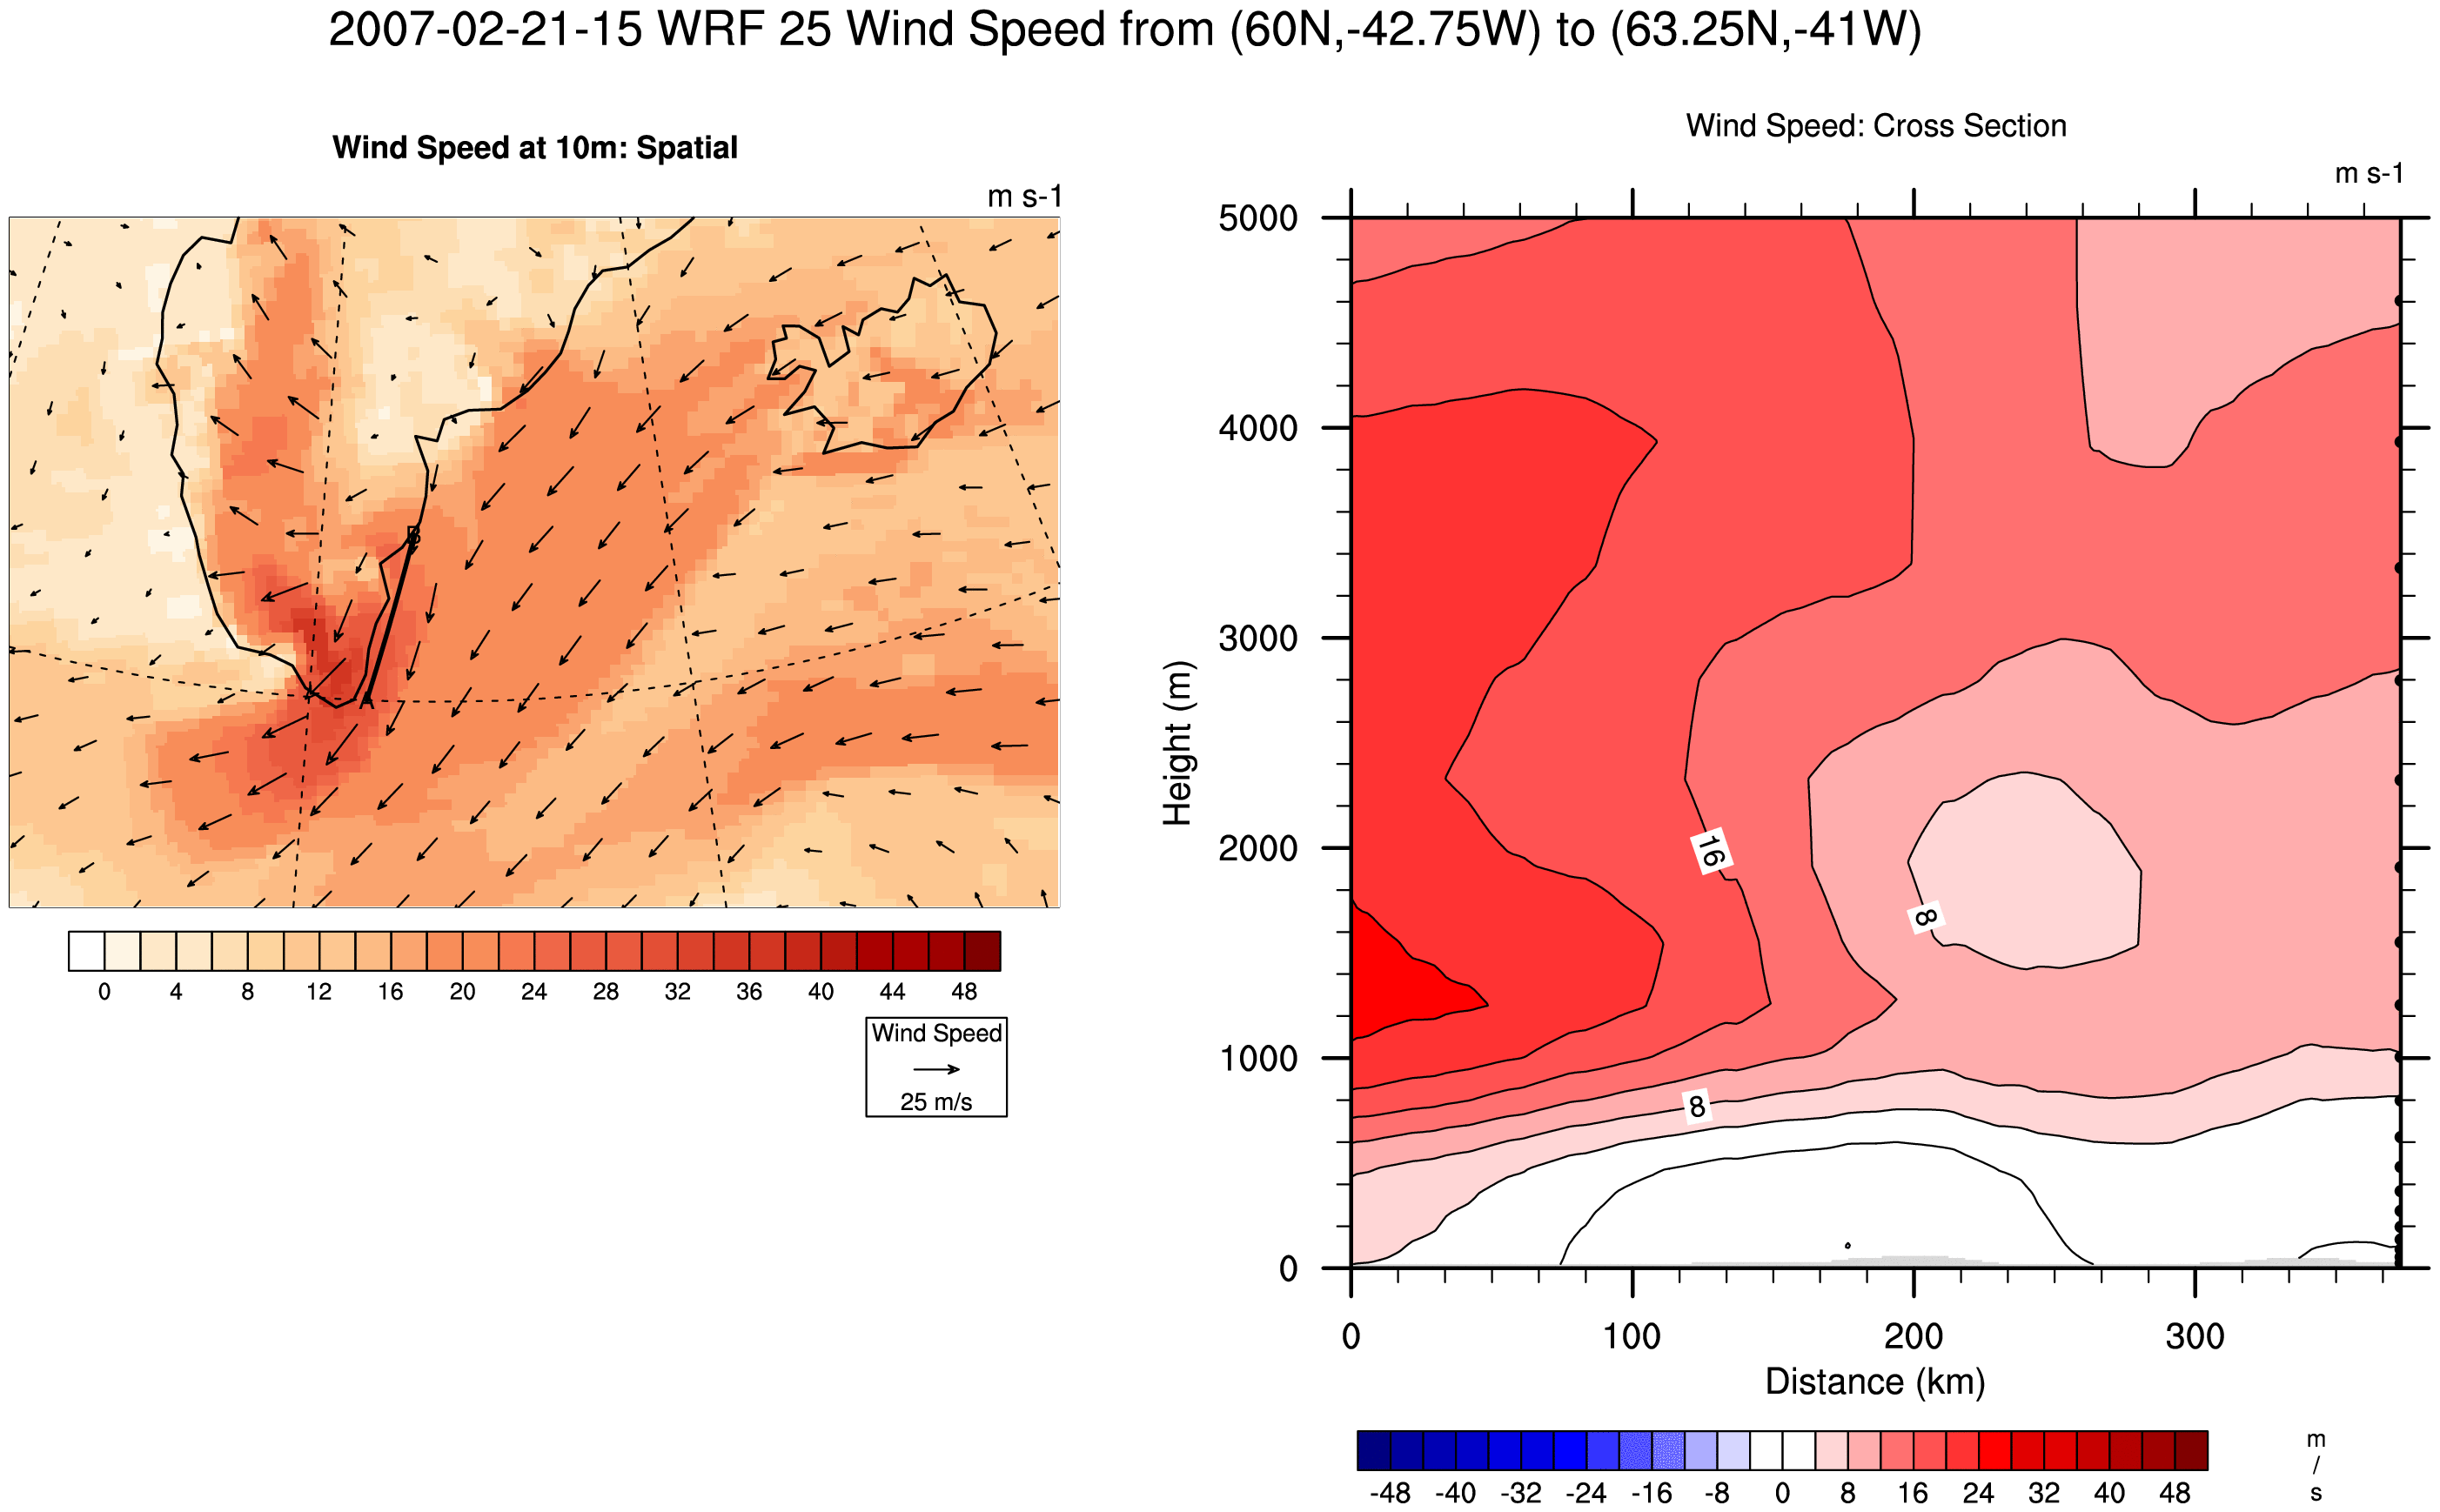 2007-02-21-15 WRF 25 Wind Speed from (60N,-42.75W) to (63.25N,-41W)
Wind Speed at 10m: Spatial
m s-1
B
A
0 4 8 12 16 20 24 28 32 36 40 44 48
Wind Speed
25 m/s
Wind Speed: Cross Section
m s-1
5000
4000
3000
2000
1000
0
Height (m)
16
8
8
0 100 200 300
Distance (km)
-48 -40 -32 -24 -16 -8 0 8 16 24 32 40 48
m
/
s